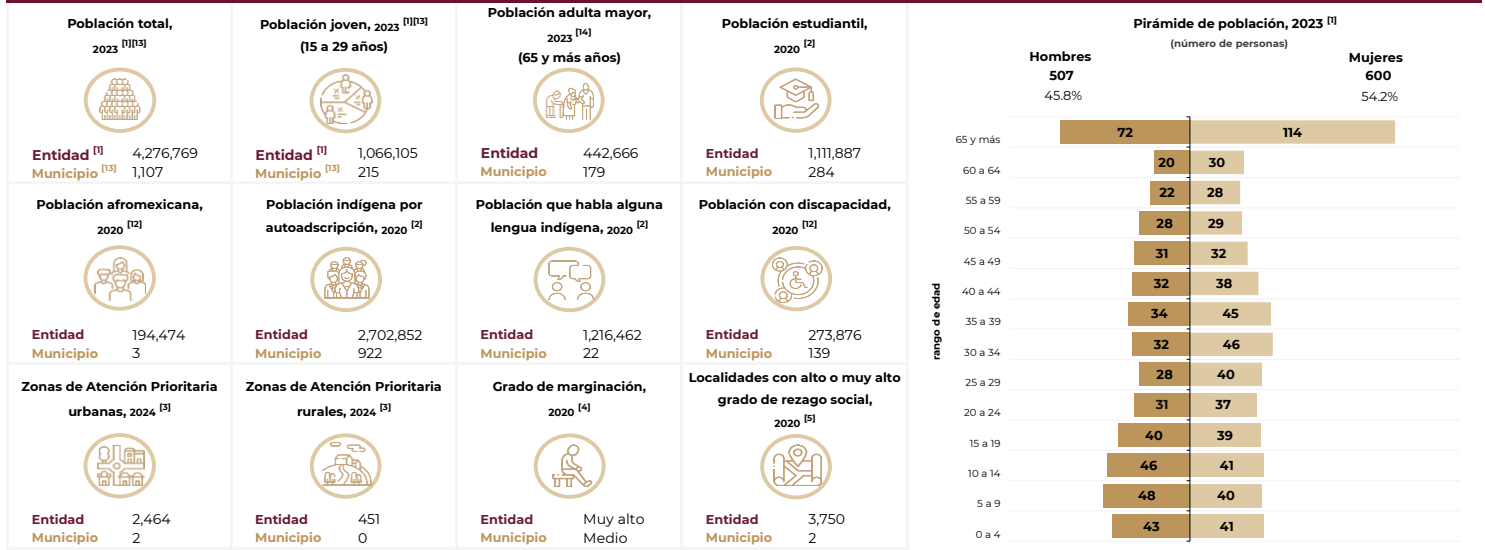 Población total,
2023 [1][13]
Entidad [1] 4,276,769
Municipio [13] 1,107
Población joven, 2023 [1][13]
(15 a 29 años)
Entidad [1] 1,066,105
Municipio [13] 215
Población adulta mayor,
2023 [14]
(65 y más años)
Entidad 442,666
Municipio 179
Población estudiantil,
2020 [2]
Entidad 1,111,887
Municipio 284
Población afromexicana,
2020 [12]
Entidad 194,474
Municipio 3
Población indígena por
autoadscripción, 2020 [2]
Entidad 2,702,852
Municipio 922
Población que habla alguna
lengua indígena, 2020 [2]
Entidad 1,216,462
Municipio 22
Población con discapacidad,
2020 [12]
Entidad 273,876
Municipio 139
Zonas de Atención Prioritaria
urbanas, 2024 [3]
Entidad 2,464
Municipio 2
Zonas de Atención Prioritaria
rurales, 2024 [3]
Entidad 451
Municipio 0
Grado de marginación,
2020 [4]
Entidad Muy alto
Municipio Medio
Localidades con alto o muy alto
grado de rezago social,
2020 [5]
Entidad 3,750
Municipio 2
Pirámide de población, 2023 [1]
(número de personas)
Hombres Mujeres
507 600
45.8% 54.2%
rango de edad
65 y más 72 114
60 a 64 20 30
55 a 59 22 28
50 a 54 28 29
45 a 49 31 32
40 a 44 32 38
35 a 39 34 45
30 a 34 32 46
25 a 29 28 40
20 a 24 31 37
15 a 19 40 39
10 a 14 46 41
5 a 9 48 40
0 a 4 43 41